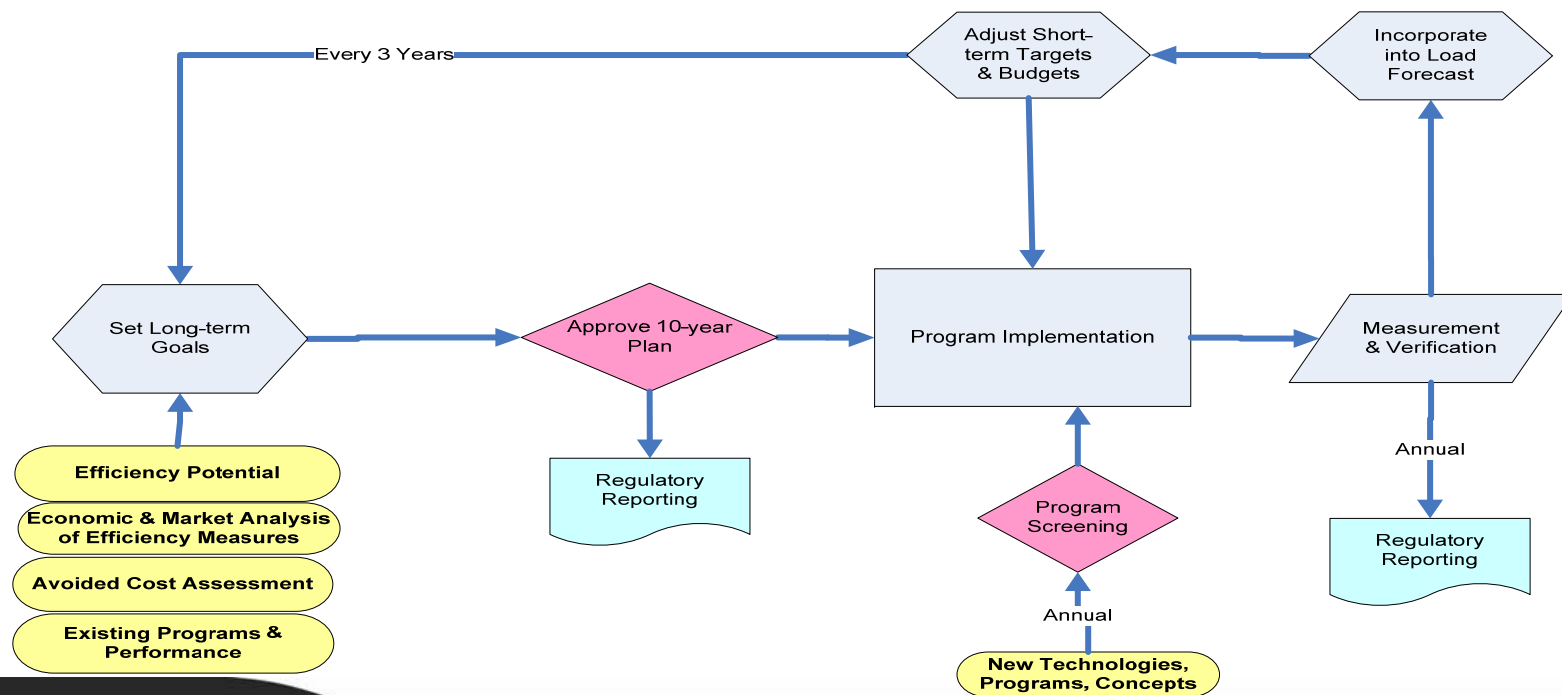 Adjust Short-
term Targets
& Budgets
Incorporate
into Load
Forecast
Every 3 Years
Set Long-term
Goals
Approve 10-year
Plan
Program Implementation
Measurement
& Verification
Efficiency Potential
Economic & Market Analysis
of Efficiency Measures
Avoided Cost Assessment
Existing Programs &
Performance
Regulatory
Reporting
Program
Screening
Annual
New Technologies,
Programs, Concepts
Annual
Regulatory
Reporting